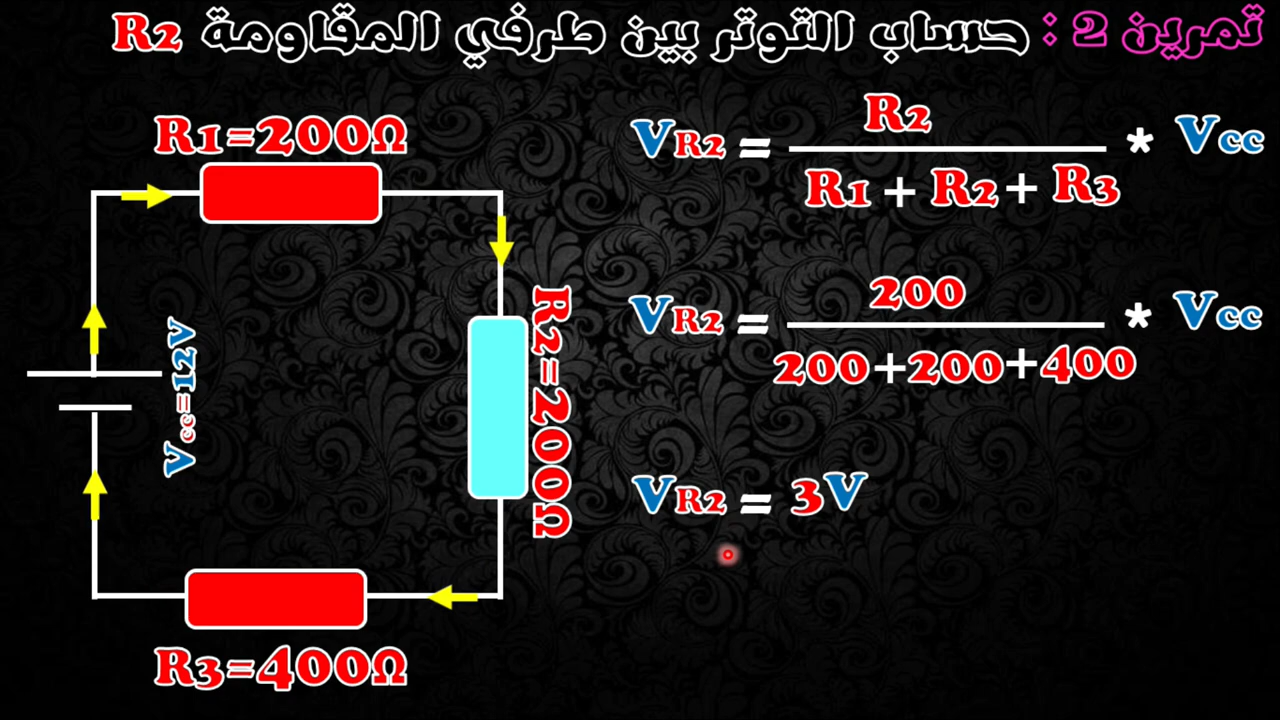 تمرين 2 : حساب التوتر بين طرفي المقاومة R2
R1=200Ω
VR2 = R2 / R1 + R2 + R3 * Vcc
R2=200Ω
Vcc=12V
VR2 = 200 / 200+200+400 * Vcc
VR2 = 3V
R3=400Ω